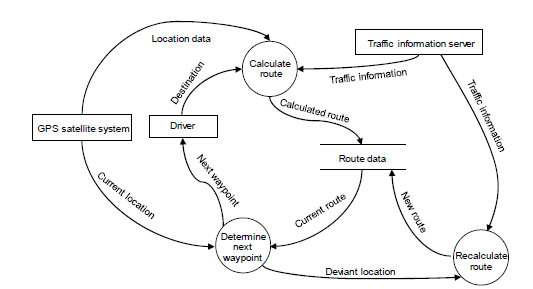 Location data
Traffic information server
Calculate
route
Traffic information
Destination
Traffic information
Calculated route
GPS satellite system
Driver
Route data
Next waypoint
Current location
Current route
New route
Determine
next
waypoint
Recalculate
route
Deviant location